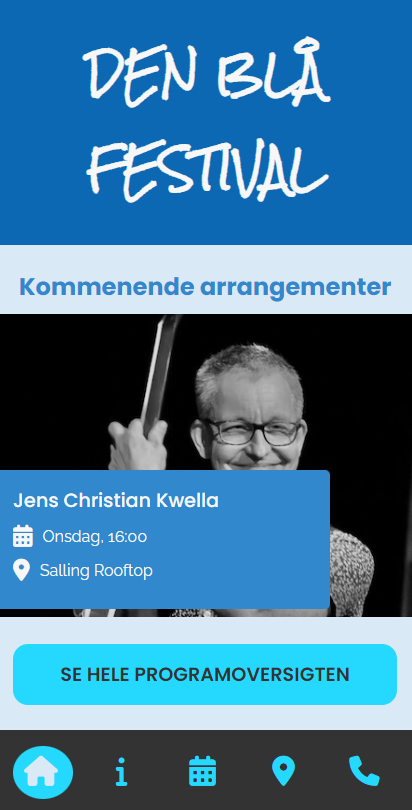 DEN BLÅ
FESTIVAL
Kommenende arrangementer
Jens Christian Kwella
Onsdag, 16:00
Salling Rooftop
SE HELE PROGRAMOVERSIGTEN